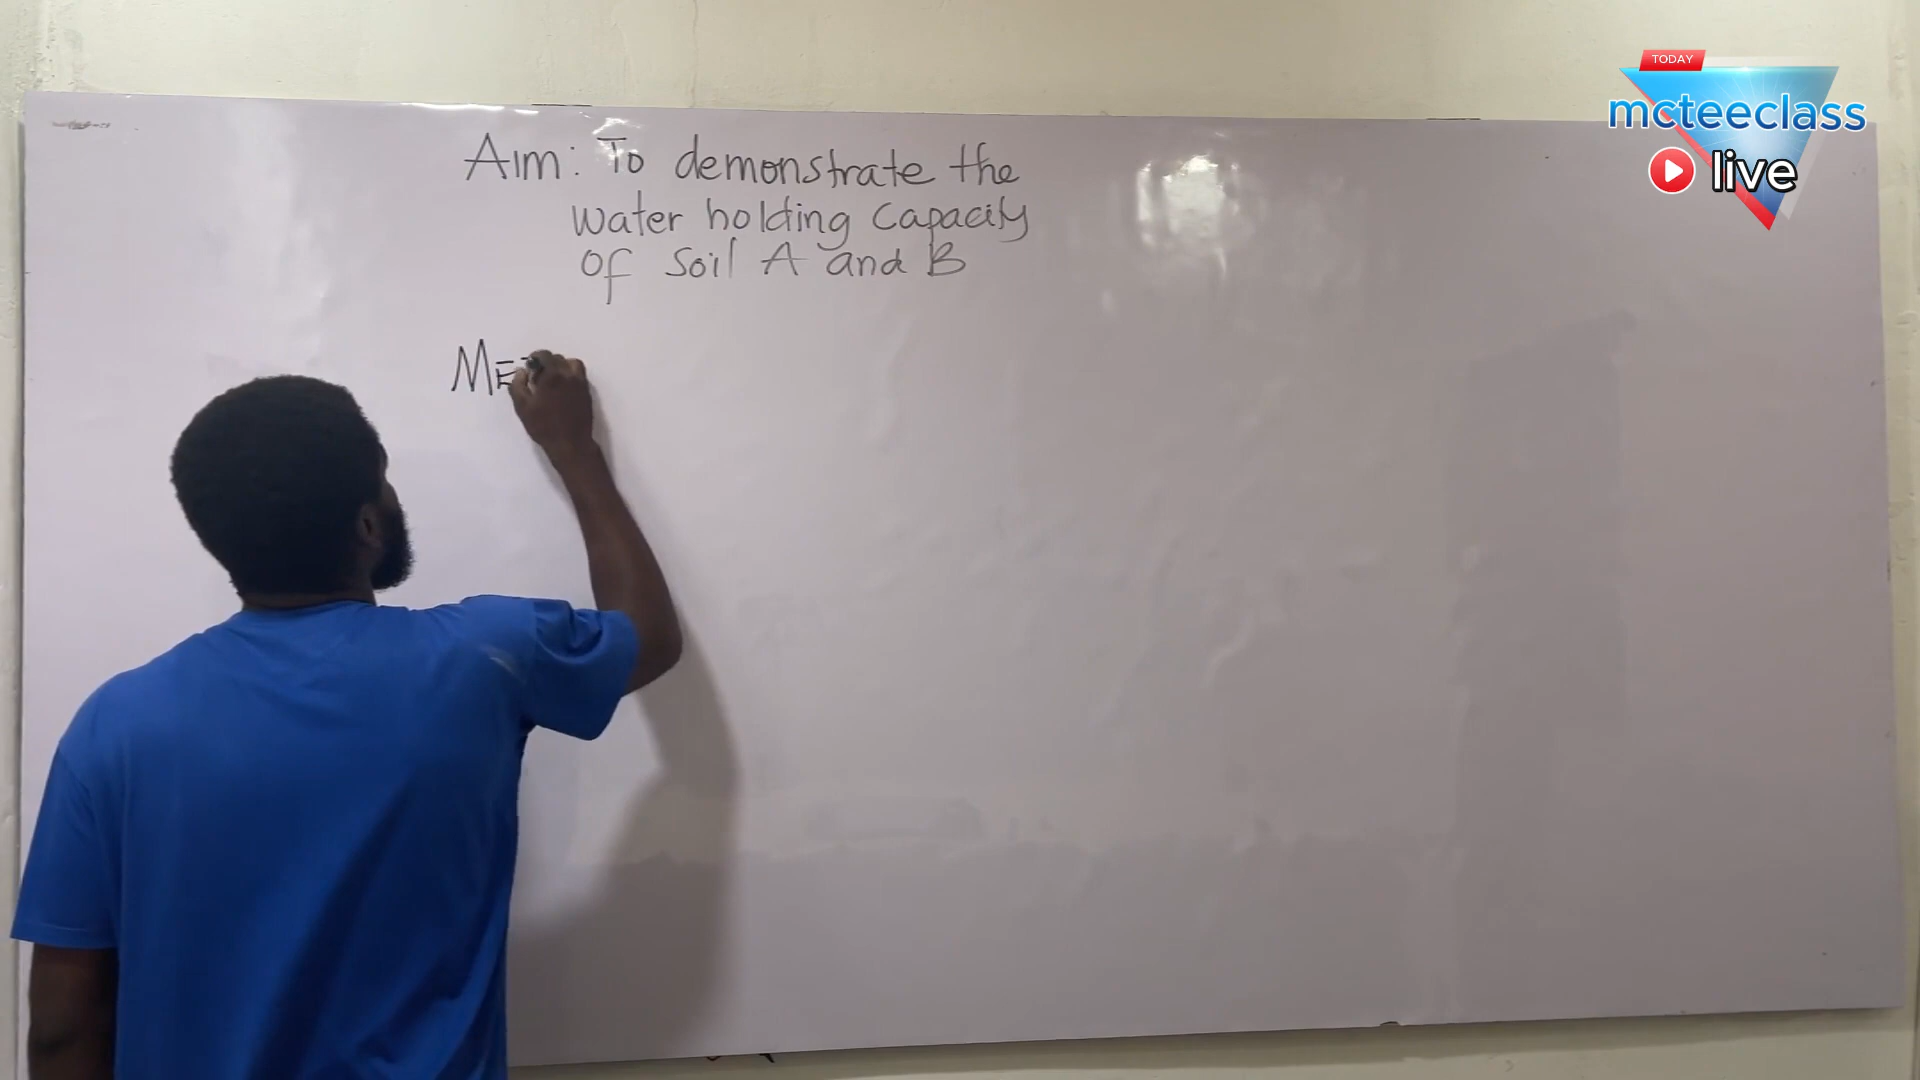 Aim: To demonstrate the
water holding capacity
of soil A and B
TODAY
mcteeclass
live